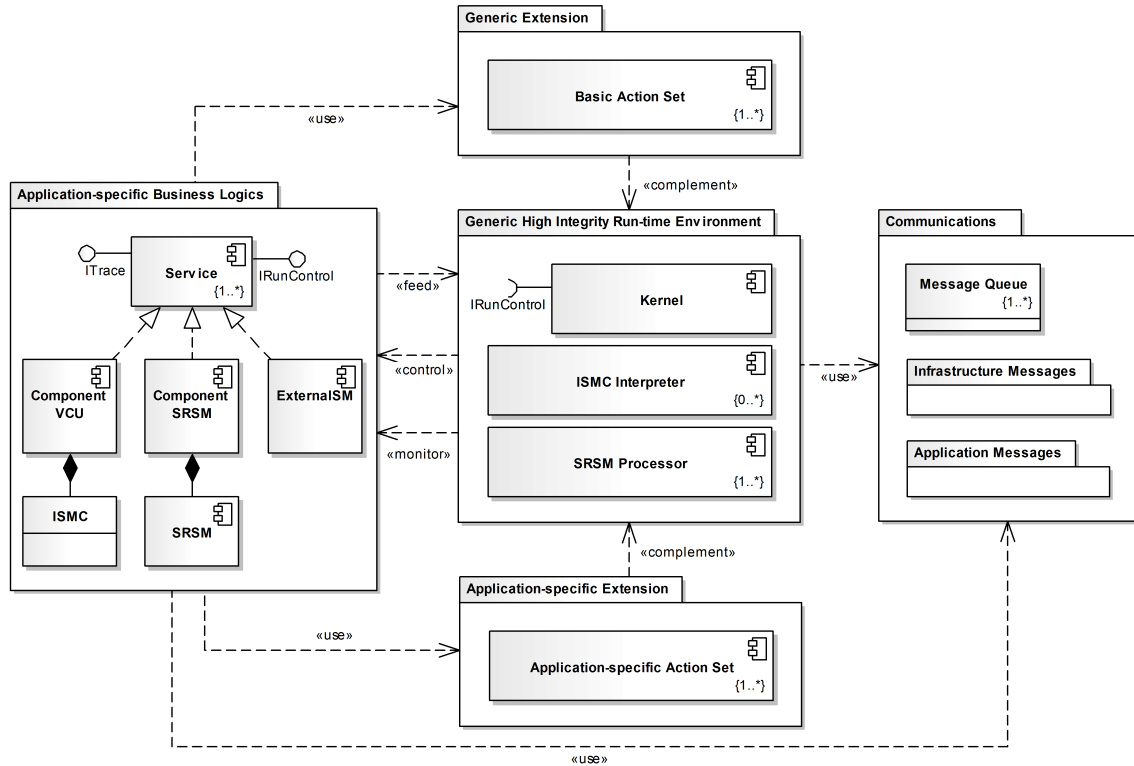 Generic Extension
Basic Action Set
{1..*}
«use»
«complement»
Application-specific Business Logics
ITrace
Service
{1..*}
IRunControl
Component
VCU
Component
SRSM
ExternalSM
ISMC
SRSM
«feed»
«control»
«monitor»
Generic High Integrity Run-time Environment
IRunControl
Kernel
ISMC Interpreter
{0..*}
SRSM Processor
{1..*}
«use»
Communications
Message Queue
{1..*}
Infrastructure Messages
Application Messages
«complement»
Application-specific Extension
«use»
Application-specific Action Set
{1..*}
«use»